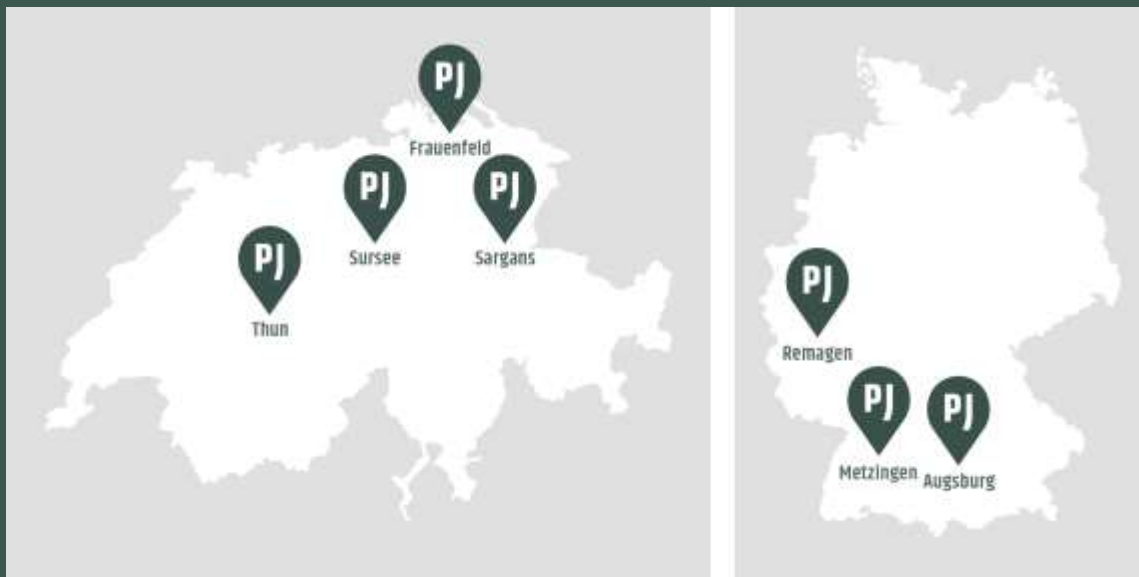 PJ
Frauenfeld
PJ
Sursee
PJ
Sargans
PJ
Thun
PJ
Remagen
PJ
Metzingen
PJ
Augsburg